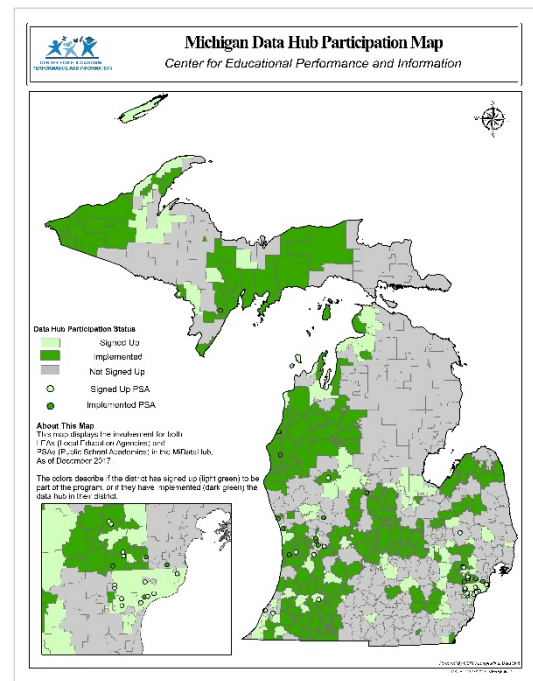 Michigan Data Hub Participation Map
Center for Educational Performance and Information
Data Hub Participation Status
Signed Up
Implemented
Not Signed Up
Signed Up PSA
Implemented PSA
About This Map
This map displays the involvement for both
LEAs (Local Education Agencies) and
PSAs (Public School Academies) in the MiDataHub,
As of December 2017
The colors describe if the district has signed up (light green) to be
part of the program, or if they have implemented (dark green) the
data hub in their district.